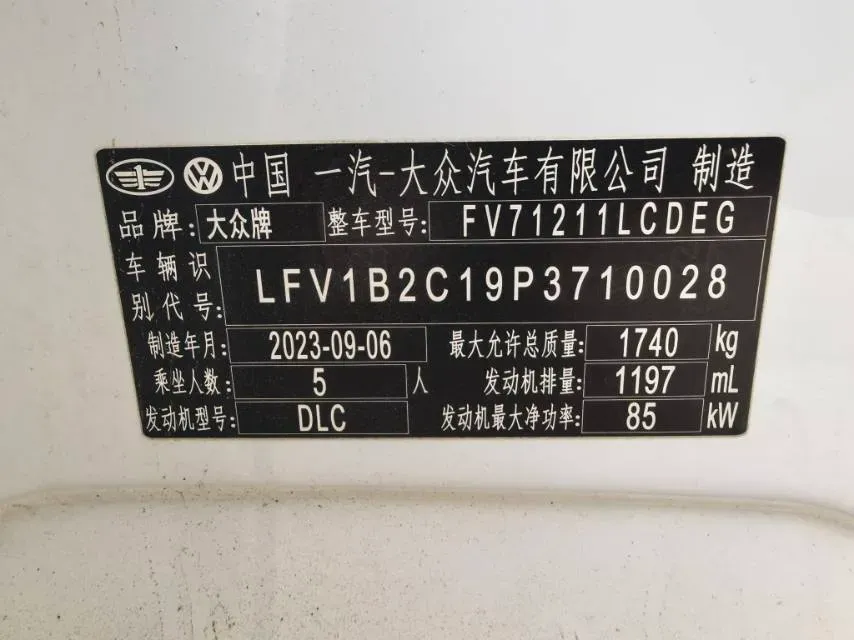 中国 一汽-大众汽车有限公司 制造
品牌: 大众牌 整车型号: FV71211LCDEG
车辆识别代号: LFV1B2C19P3710028
制造年月: 2023-09-06 最大允许总质量: 1740 kg
乘坐人数: 5 人 发动机排量: 1197 mL
发动机型号: DLC 发动机最大净功率: 85 kW